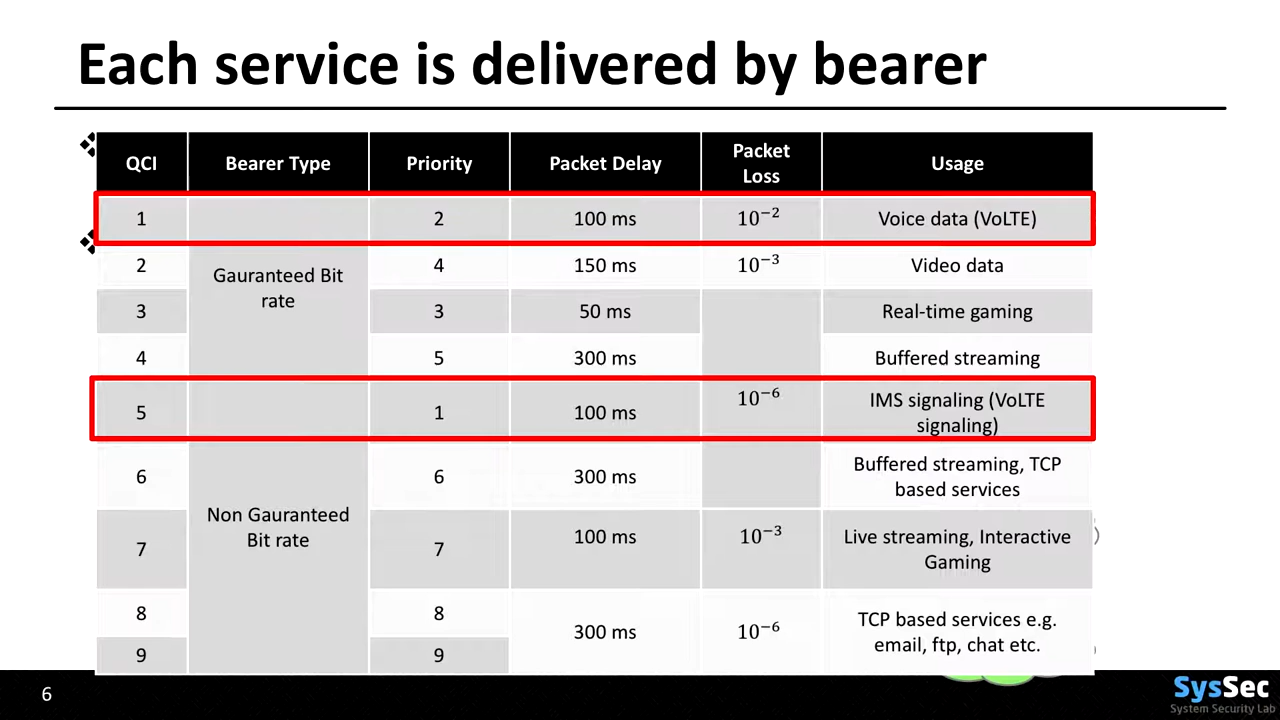 Each service is delivered by bearer
QCI Bearer Type Priority Packet Delay Packet Loss Usage
1 2 100 ms 10⁻² Voice data (VoLTE)
2 Gauranteed Bit rate 4 150 ms 10⁻³ Video data
3 3 50 ms Real-time gaming
4 5 300 ms Buffered streaming
5 1 100 ms 10⁻⁶ IMS signaling (VoLTE signaling)
6 6 300 ms Buffered streaming, TCP based services
7 Non Gauranteed Bit rate 7 100 ms 10⁻³ Live streaming, Interactive Gaming
8 8 300 ms 10⁻⁶ TCP based services e.g. email, ftp, chat etc.
9 9
6
SysSec
System Security Lab